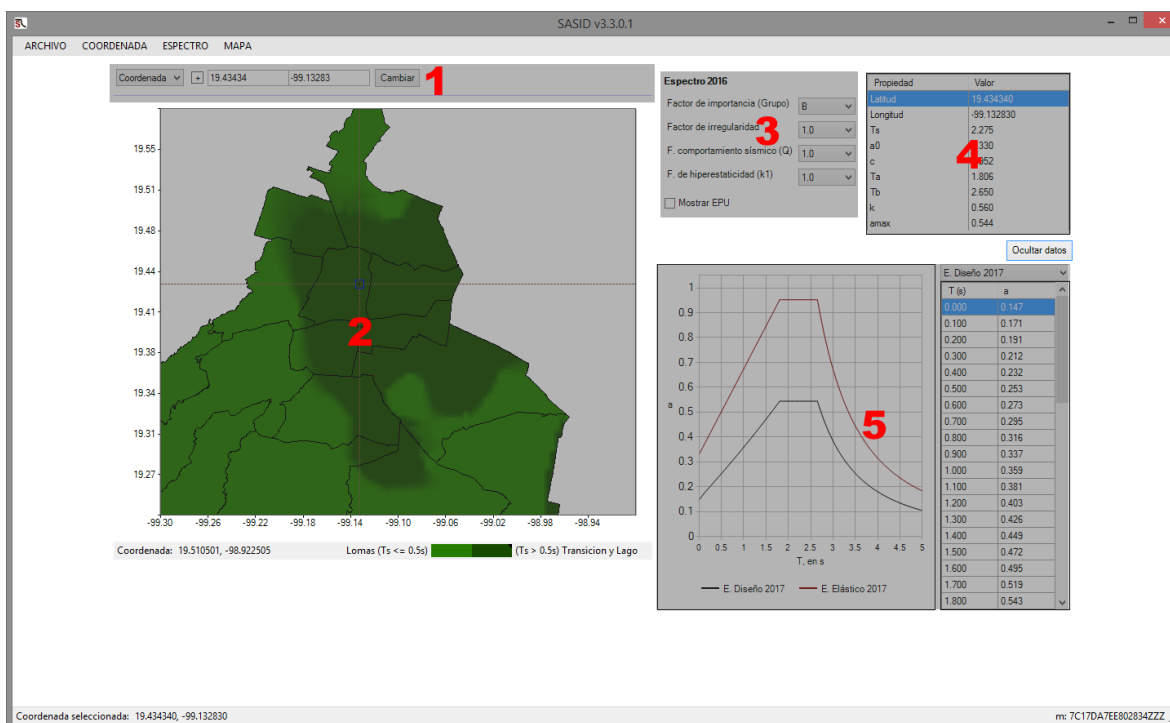 SASID v3.3.0.1
ARCHIVO COORDENADA ESPECTRO MAPA
Coordenada + 19.43434 -99.13283 Cambiar 1
Espectro 2016
Factor de importancia (Grupo) B
Factor de irregularidad 1.0
F. comportamiento sísmico (Q) 1.0
F. de hiperestaticidad (k1) 1.0
Mostrar EPU
3
Propiedad Valor
Latitud 19.434340
Longitud -99.132830
Ts 2.275
a0 .330
c .952
Ta 1.806
Tb 2.650
k 0.560
amax 0.544
4
Ocultar datos
19.55
19.51
19.48
19.44
19.41
19.38
19.34
19.31
19.27
-99.30 -99.26 -99.22 -99.18 -99.14 -99.10 -99.06 -99.02 -98.98 -98.94
2
Coordenada: 19.510501, -98.922505 Lomas (Ts <= 0.5s) (Ts > 0.5s) Transicion y Lago
1
0.9
0.8
0.7
0.6
0.5
0.4
0.3
0.2
0.1
0
a
0 0.5 1 1.5 2 2.5 3 3.5 4 4.5 5
T, en s
E. Diseño 2017 E. Elástico 2017
5
E. Diseño 2017
T (s) a
0.000 0.147
0.100 0.171
0.200 0.191
0.300 0.212
0.400 0.232
0.500 0.253
0.600 0.273
0.700 0.295
0.800 0.316
0.900 0.337
1.000 0.359
1.100 0.381
1.200 0.403
1.300 0.426
1.400 0.449
1.500 0.472
1.600 0.495
1.700 0.519
1.800 0.543
Coordenada seleccionada: 19.434340, -99.132830 m: 7C17DA7EE802834ZZZ